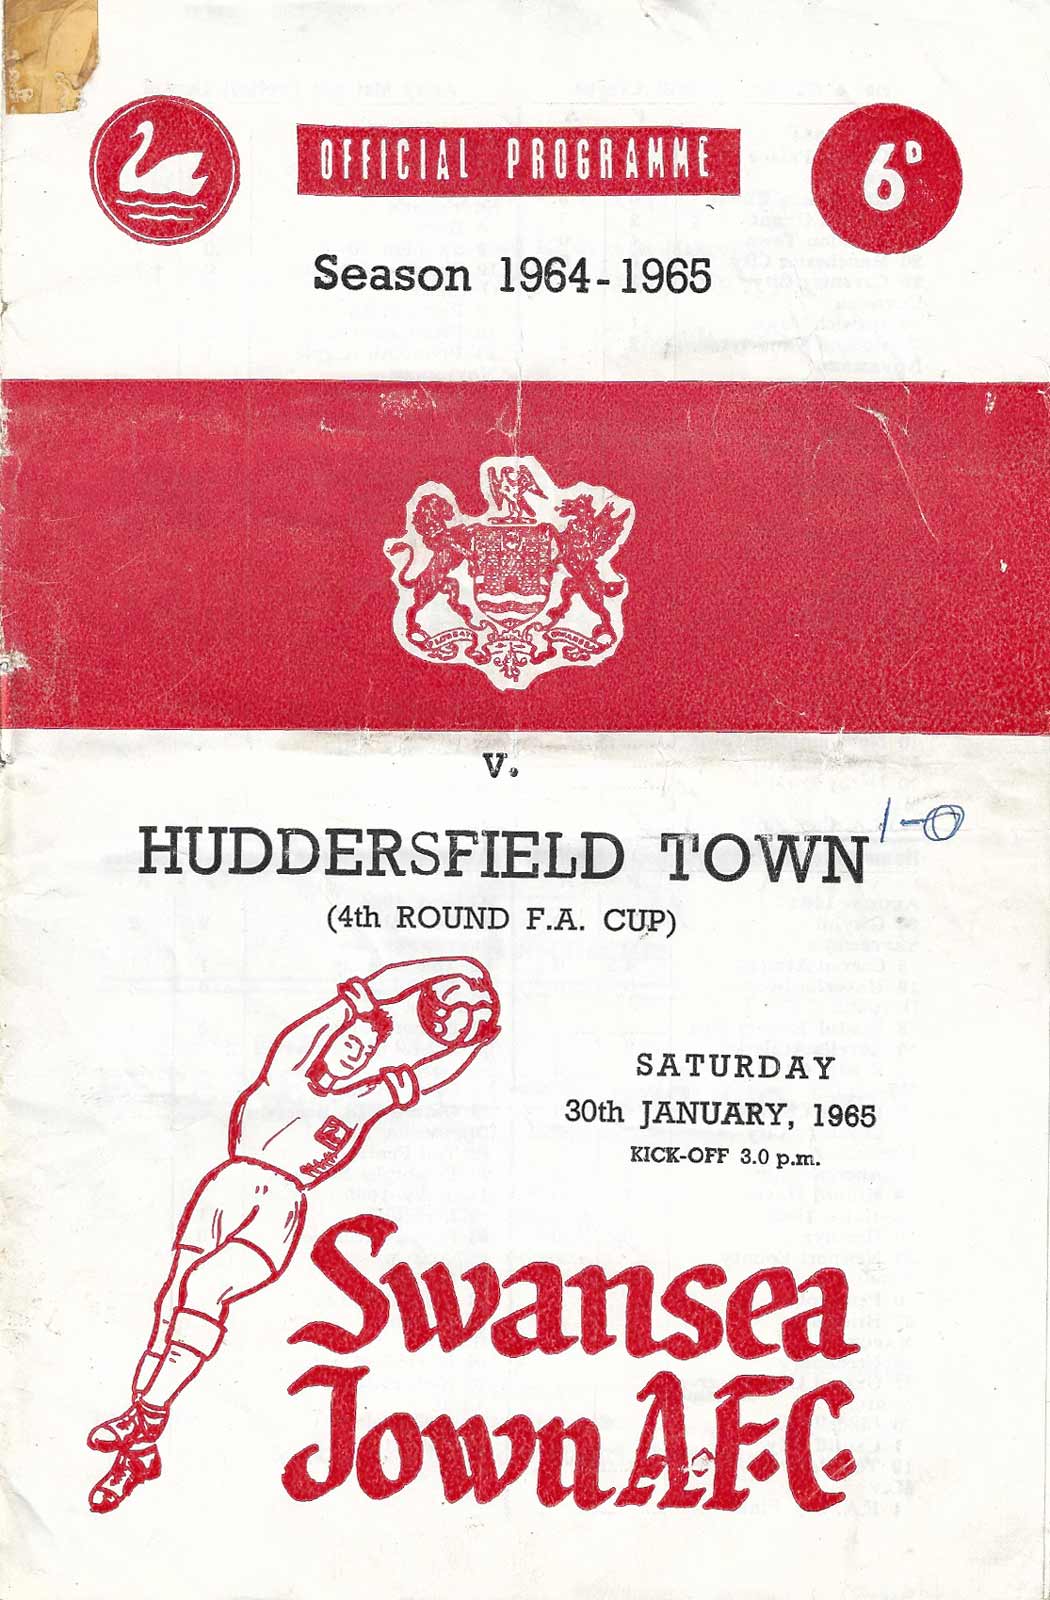 OFFICIAL PROGRAMME
6D
Season 1964-1965
v.
HUDDERSFIELD TOWN 1-0
(4th ROUND F.A. CUP)
SATURDAY
30th JANUARY, 1965
KICK-OFF 3.0 p.m.
Swansea
Town A.F.C